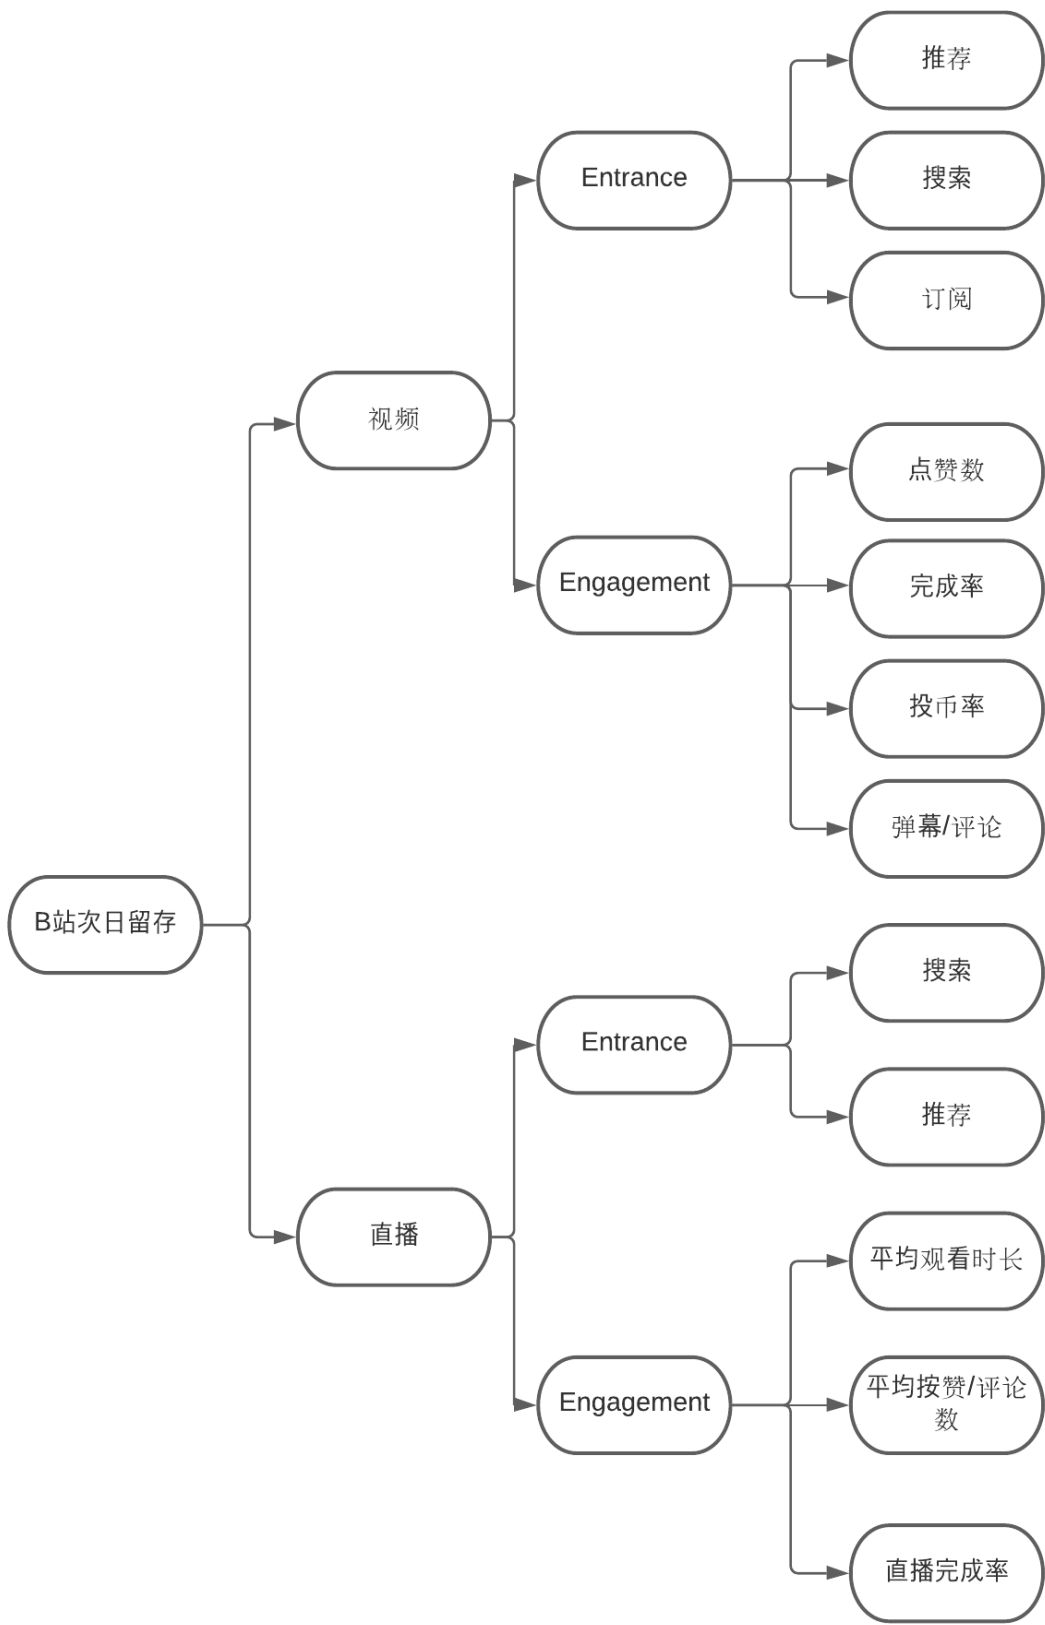 推荐
Entrance
搜索
订阅
视频
点赞数
Engagement
完成率
投币率
弹幕/评论
B站次日留存
搜索
Entrance
推荐
直播
平均观看时长
Engagement
平均按赞/评论
数
直播完成率